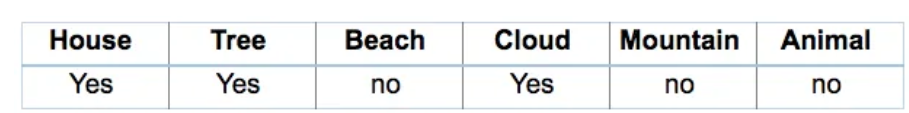 House Tree Beach Cloud Mountain Animal
Yes Yes no Yes no no